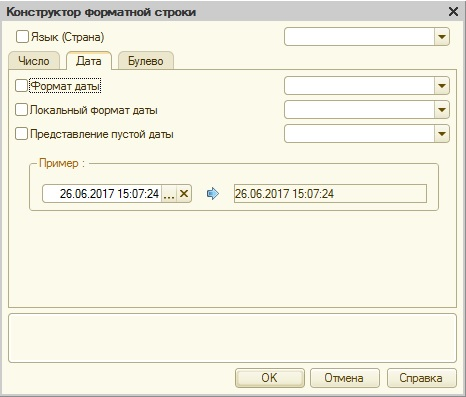 Конструктор форматной строки
Язык (Страна)
Число Дата Булево
Формат даты
Локальный формат даты
Представление пустой даты
Пример :
26.06.2017 15:07:24 ... 26.06.2017 15:07:24
OK Отмена Справка